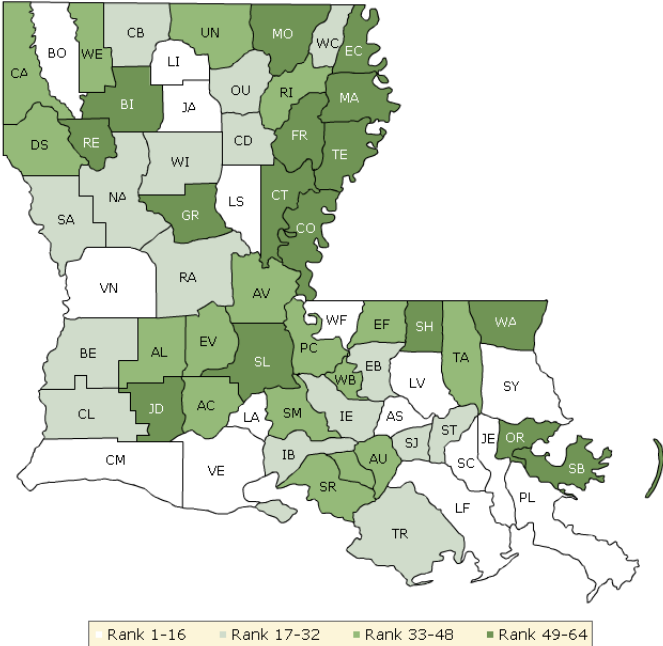 CB UN MO
BO WE LI WC EC
CA BI JA OU RI MA
DS RE CD FR TE
WI
NA LS CT
SA GR CO
VN RA AV
WF EF SH WA
BE AL EV SL PC EB TA
WB LV SY
CL JD AC LA SM IE AS
CM VE IB AU SJ ST JE OR
SC SB
SR LF PL
TR
Rank 1-16 Rank 17-32 Rank 33-48 Rank 49-64